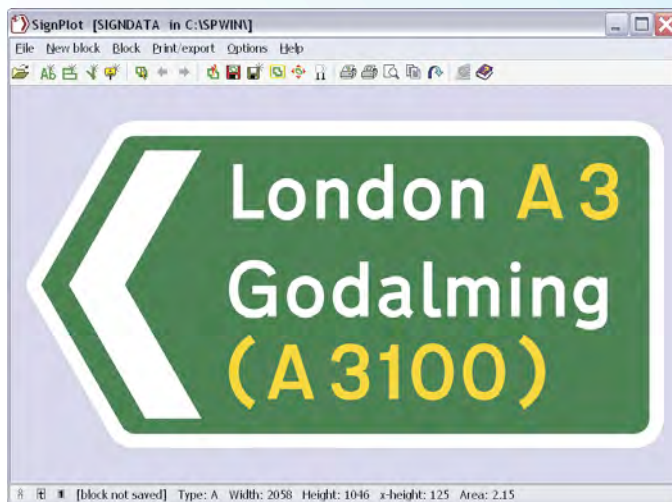 SignPlot [SIGNDATA in C:\SPWIN\]
File New block Block Print/export Options Help
London A3
Godalming
(A3100)
[block not saved] Type: A Width: 2058 Height: 1046 x-height: 125 Area: 2.15